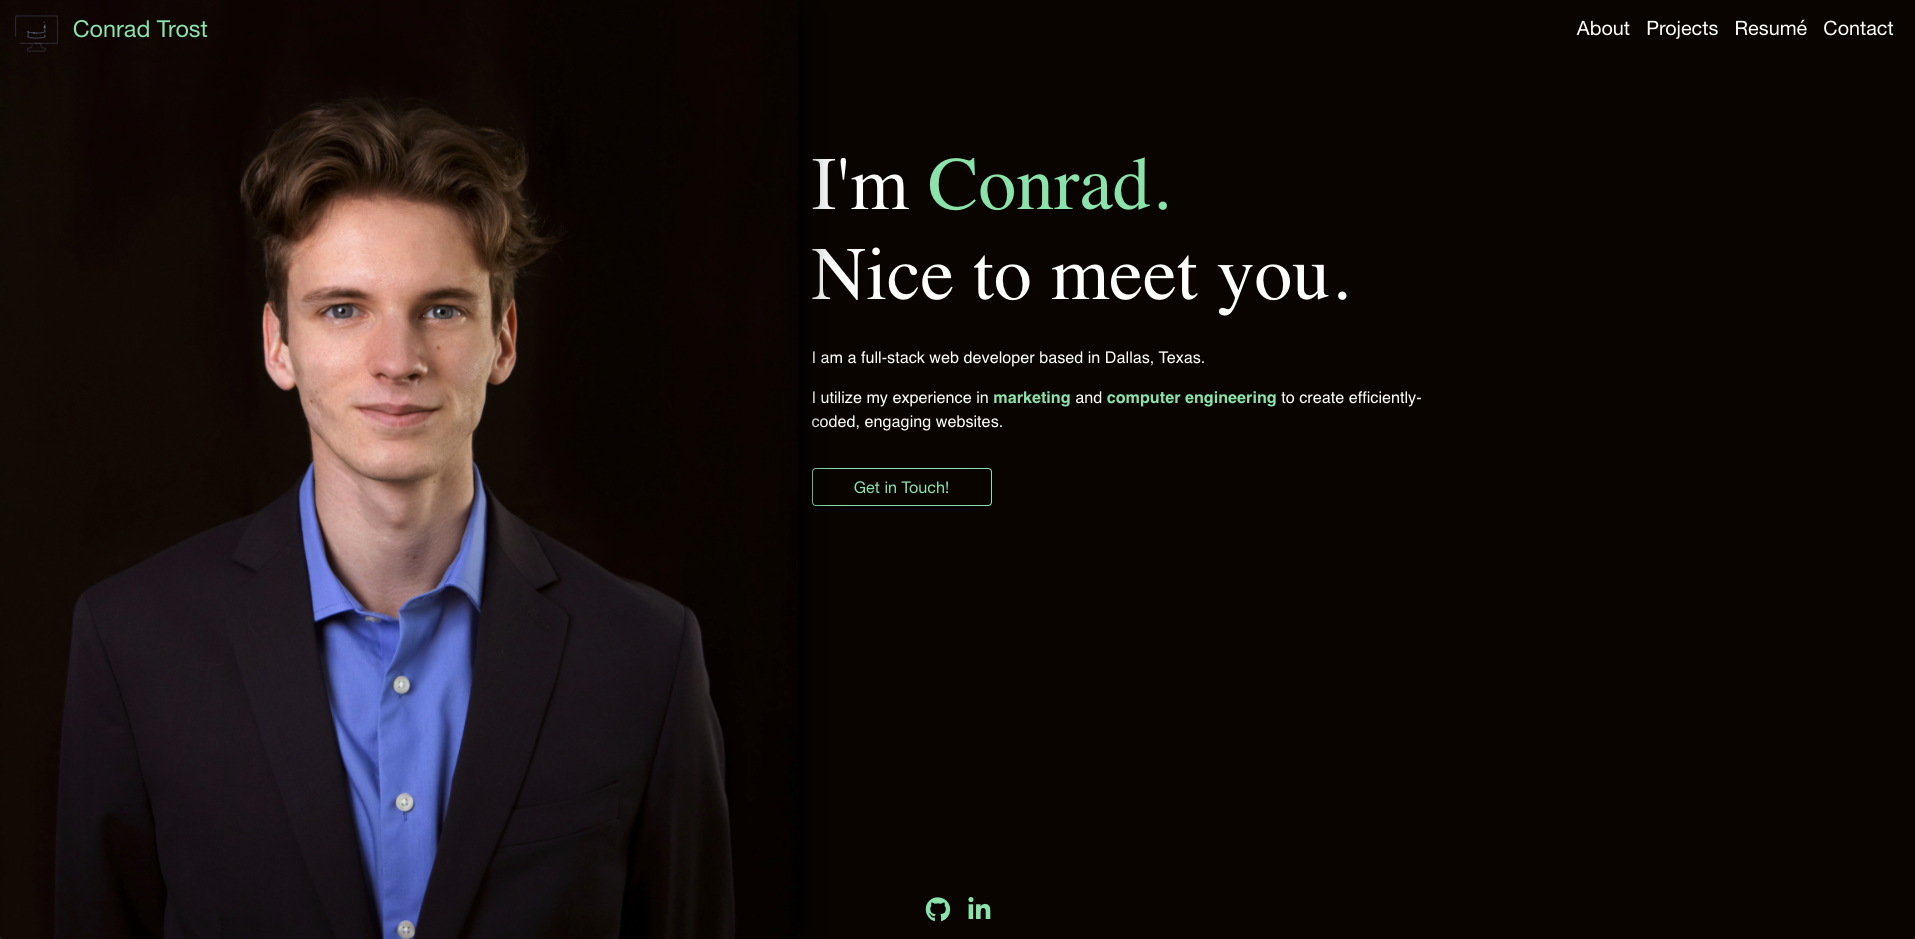 Conrad Trost
About Projects Resumé Contact
I'm Conrad.
Nice to meet you.
I am a full-stack web developer based in Dallas, Texas.
I utilize my experience in marketing and computer engineering to create efficiently-
coded, engaging websites.
Get in Touch!
in